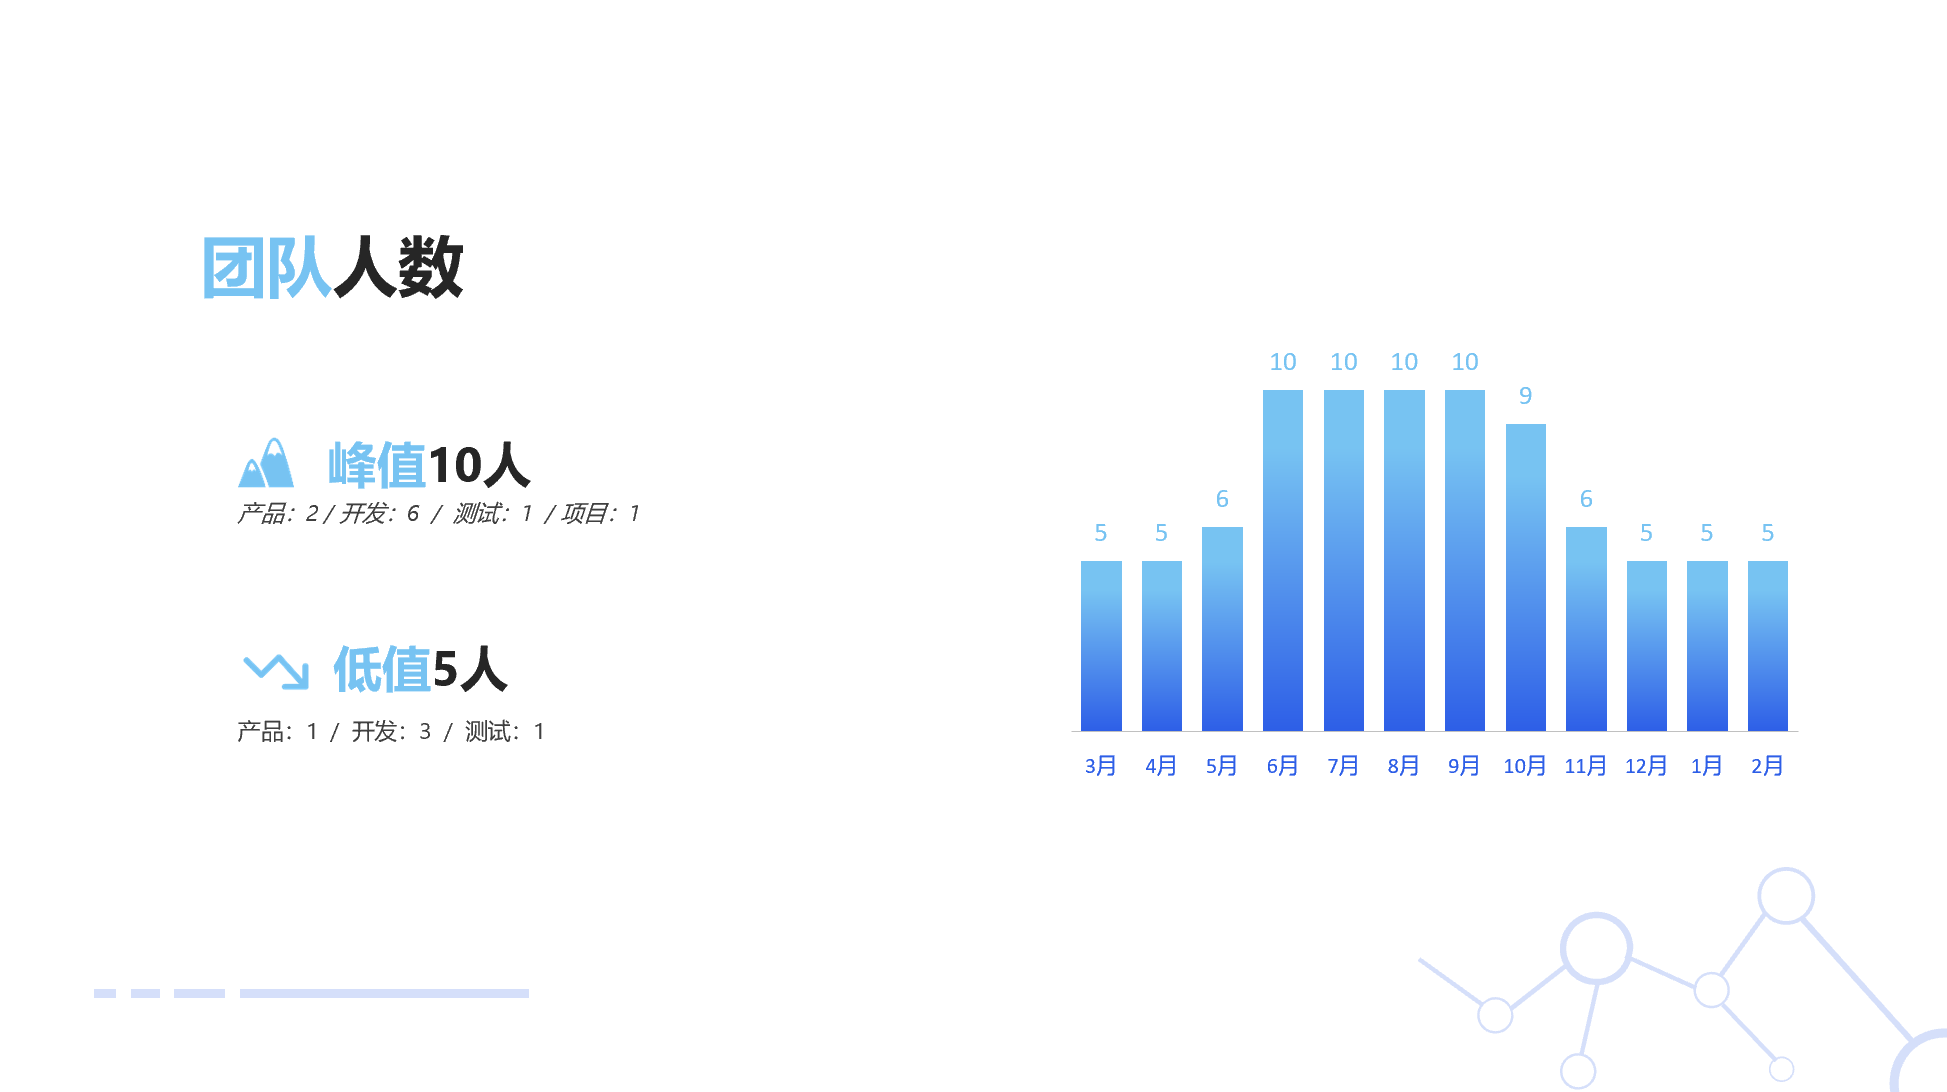 团队人数
峰值10人
产品：2 / 开发：6 / 测试：1 / 项目：1
低值5人
产品：1 / 开发：3 / 测试：1
5 5 6 10 10 10 10 9 6 5 5 5
3月 4月 5月 6月 7月 8月 9月 10月 11月 12月 1月 2月